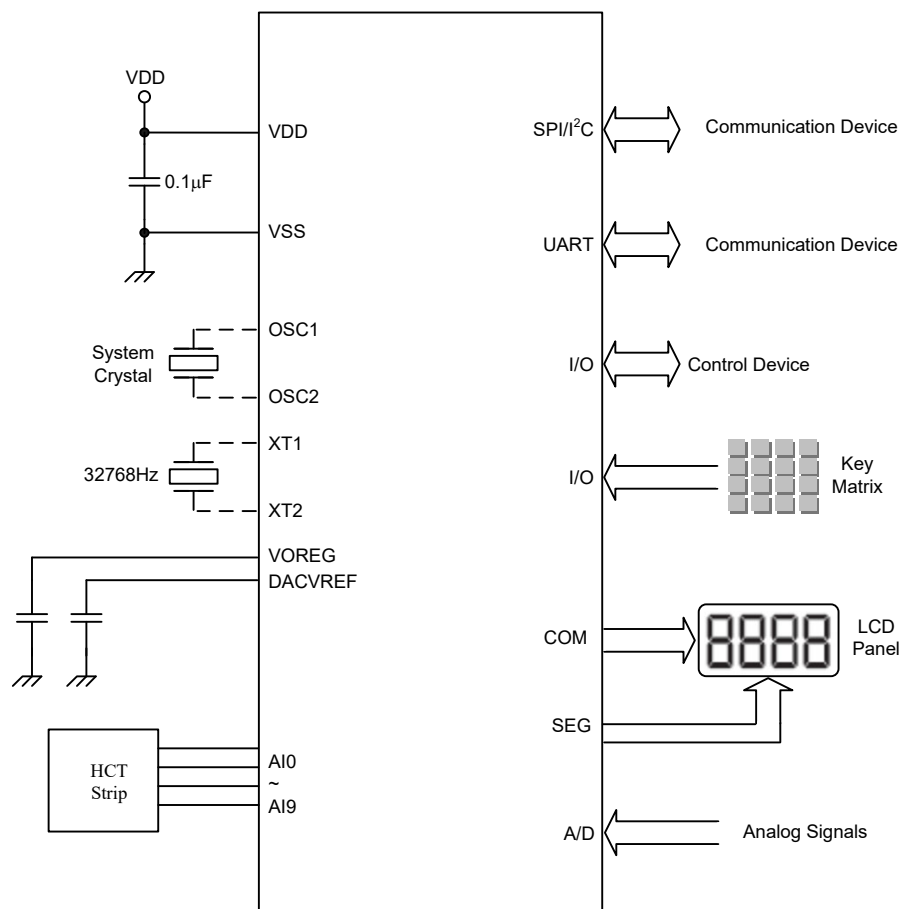 VDD
VDD
0.1μF
VSS
OSC1
System
Crystal
OSC2
XT1
32768Hz
XT2
VOREG
DACVREF
HCT
Strip
AI0
~
AI9
SPI/I²C
Communication Device
UART
Communication Device
I/O
Control Device
I/O
Key
Matrix
COM
8888
LCD
Panel
SEG
A/D
Analog Signals